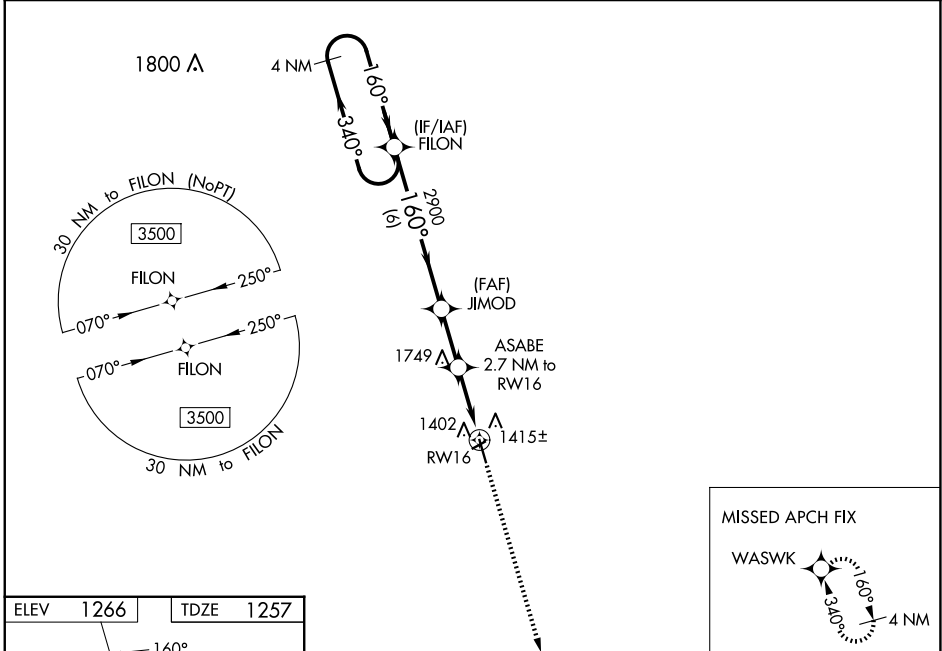 1800
4 NM
160°
340°
(IF/IAF)
FILON
2900
160°
(6)
30 NM to FILON (NoPT)
3500
FILON
250°
070°
(FAF)
JIMOD
250°
070°
FILON
3500
30 NM to FILON
1749
ASABE
2.7 NM to
RW16
1402
1415±
RW16
MISSED APCH FIX
WASWK
160°
340°
4 NM
ELEV 1266
TDZE 1257
160°